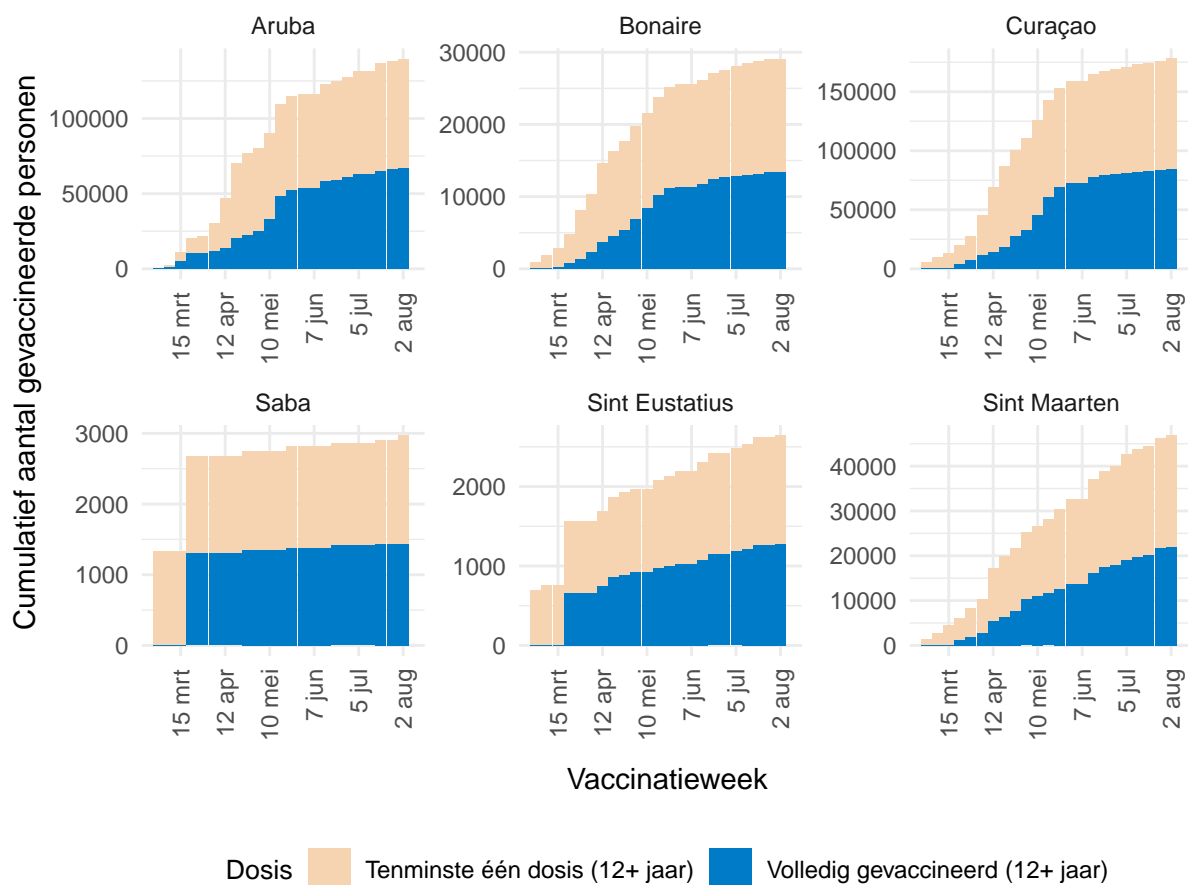 Cumulatief aantal gevaccineerde personen
Aruba
Bonaire
Curaçao
100000
50000
0
30000
20000
10000
0
150000
100000
50000
0
15 mrt
12 apr
10 mei
7 jun
5 jul
2 aug
15 mrt
12 apr
10 mei
7 jun
5 jul
2 aug
15 mrt
12 apr
10 mei
7 jun
5 jul
2 aug
Saba
Sint Eustatius
Sint Maarten
3000
2000
1000
0
2000
1000
0
40000
30000
20000
10000
0
15 mrt
12 apr
10 mei
7 jun
5 jul
2 aug
15 mrt
12 apr
10 mei
7 jun
5 jul
2 aug
15 mrt
12 apr
10 mei
7 jun
5 jul
2 aug
Vaccinatieweek
Dosis Tenminste één dosis (12+ jaar) Volledig gevaccineerd (12+ jaar)